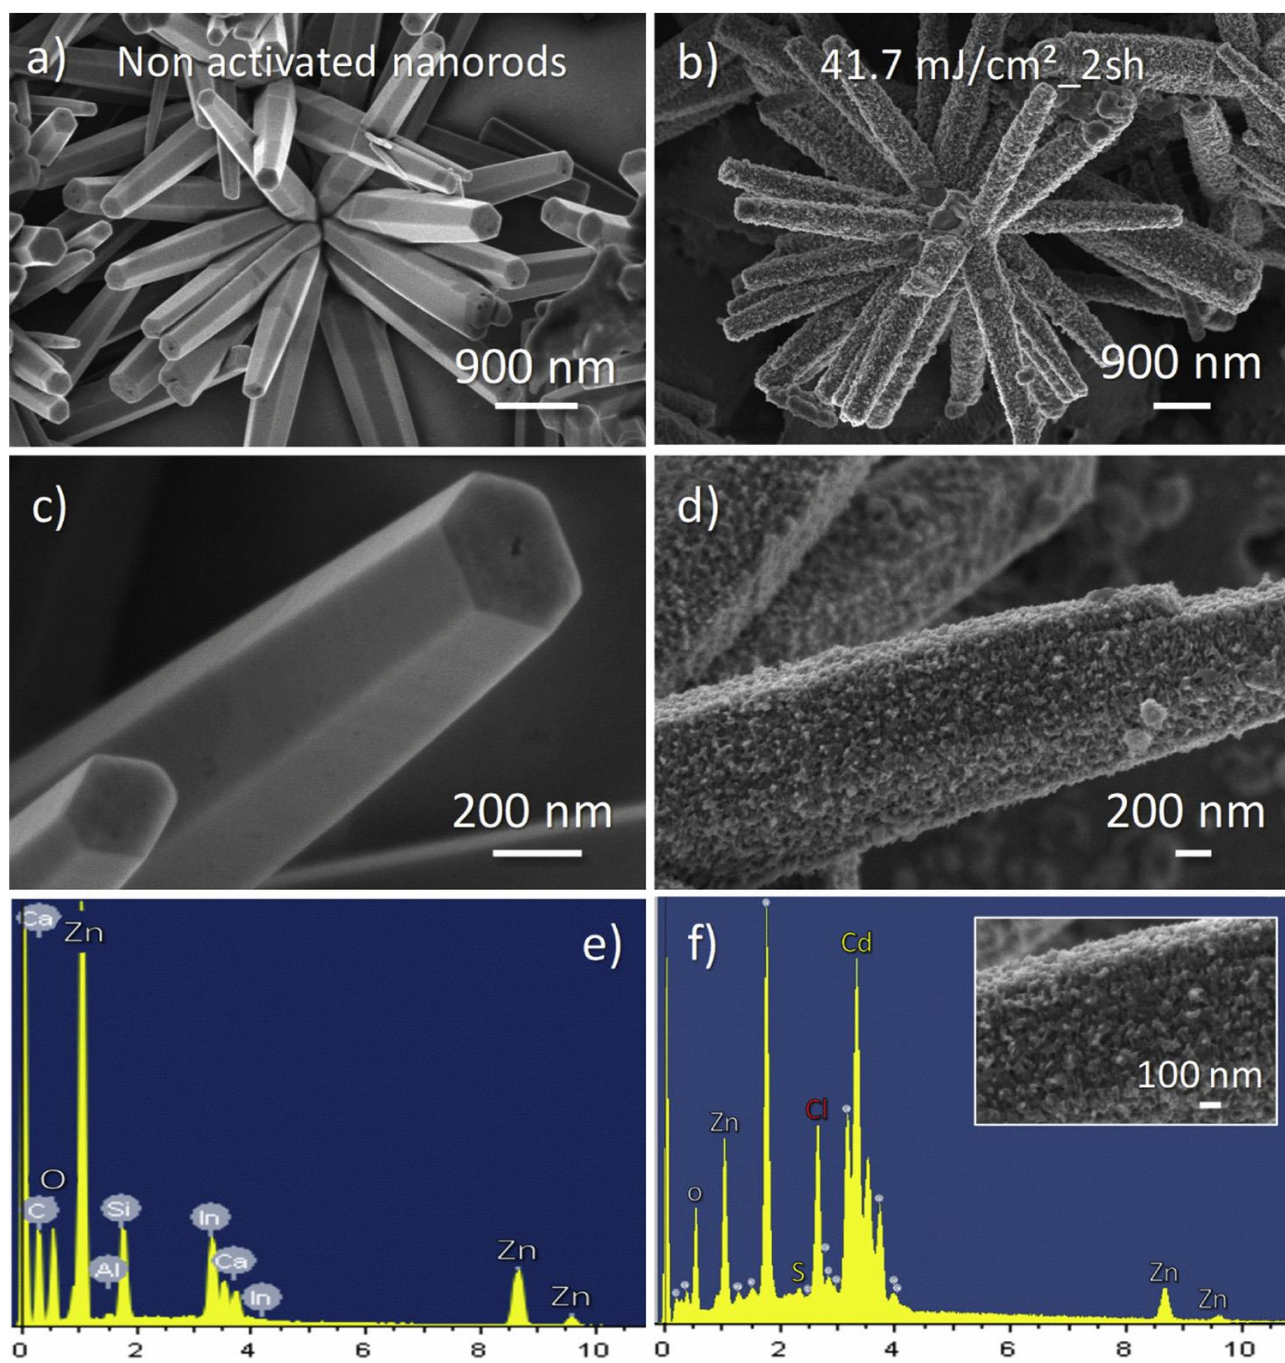 a) Non activated nanorods
900 nm
b) 41.7 mJ/cm²_2sh
900 nm
c)
200 nm
d)
200 nm
e)
Ca
Zn
O
C
Al
Si
In
Ca
In
Zn
Zn
0 2 4 6 8 10
f)
Cd
Cl
Zn
O
S
Zn
Zn
100 nm
0 2 4 6 8 10